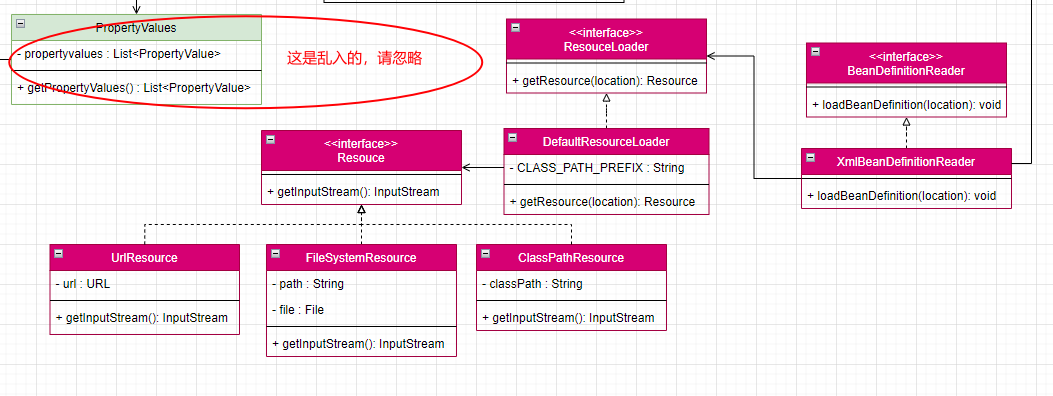 PropertyValues
- propertyvalues : List<PropertyValue>
+ getPropertyValues() : List<PropertyValue>
这是乱入的，请忽略
<<interface>>
ResouceLoader
+ getResource(location): Resource
<<interface>>
BeanDefinitionReader
+ loadBeanDefinition(location): void
<<interface>>
Resouce
+ getInputStream(): InputStream
DefaultResourceLoader
- CLASS_PATH_PREFIX : String
+ getResource(location): Resource
XmlBeanDefinitionReader
+ loadBeanDefinition(location): void
UrlResource
- url : URL
+ getInputStream(): InputStream
FileSystemResource
- path : String
- file : File
+ getInputStream(): InputStream
ClassPathResource
- classPath : String
+ getInputStream(): InputStream